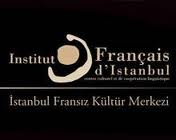 Institut Français
d'Istanbul
centre culturel et de coopération linguistique
İstanbul Fransız Kültür Merkezi